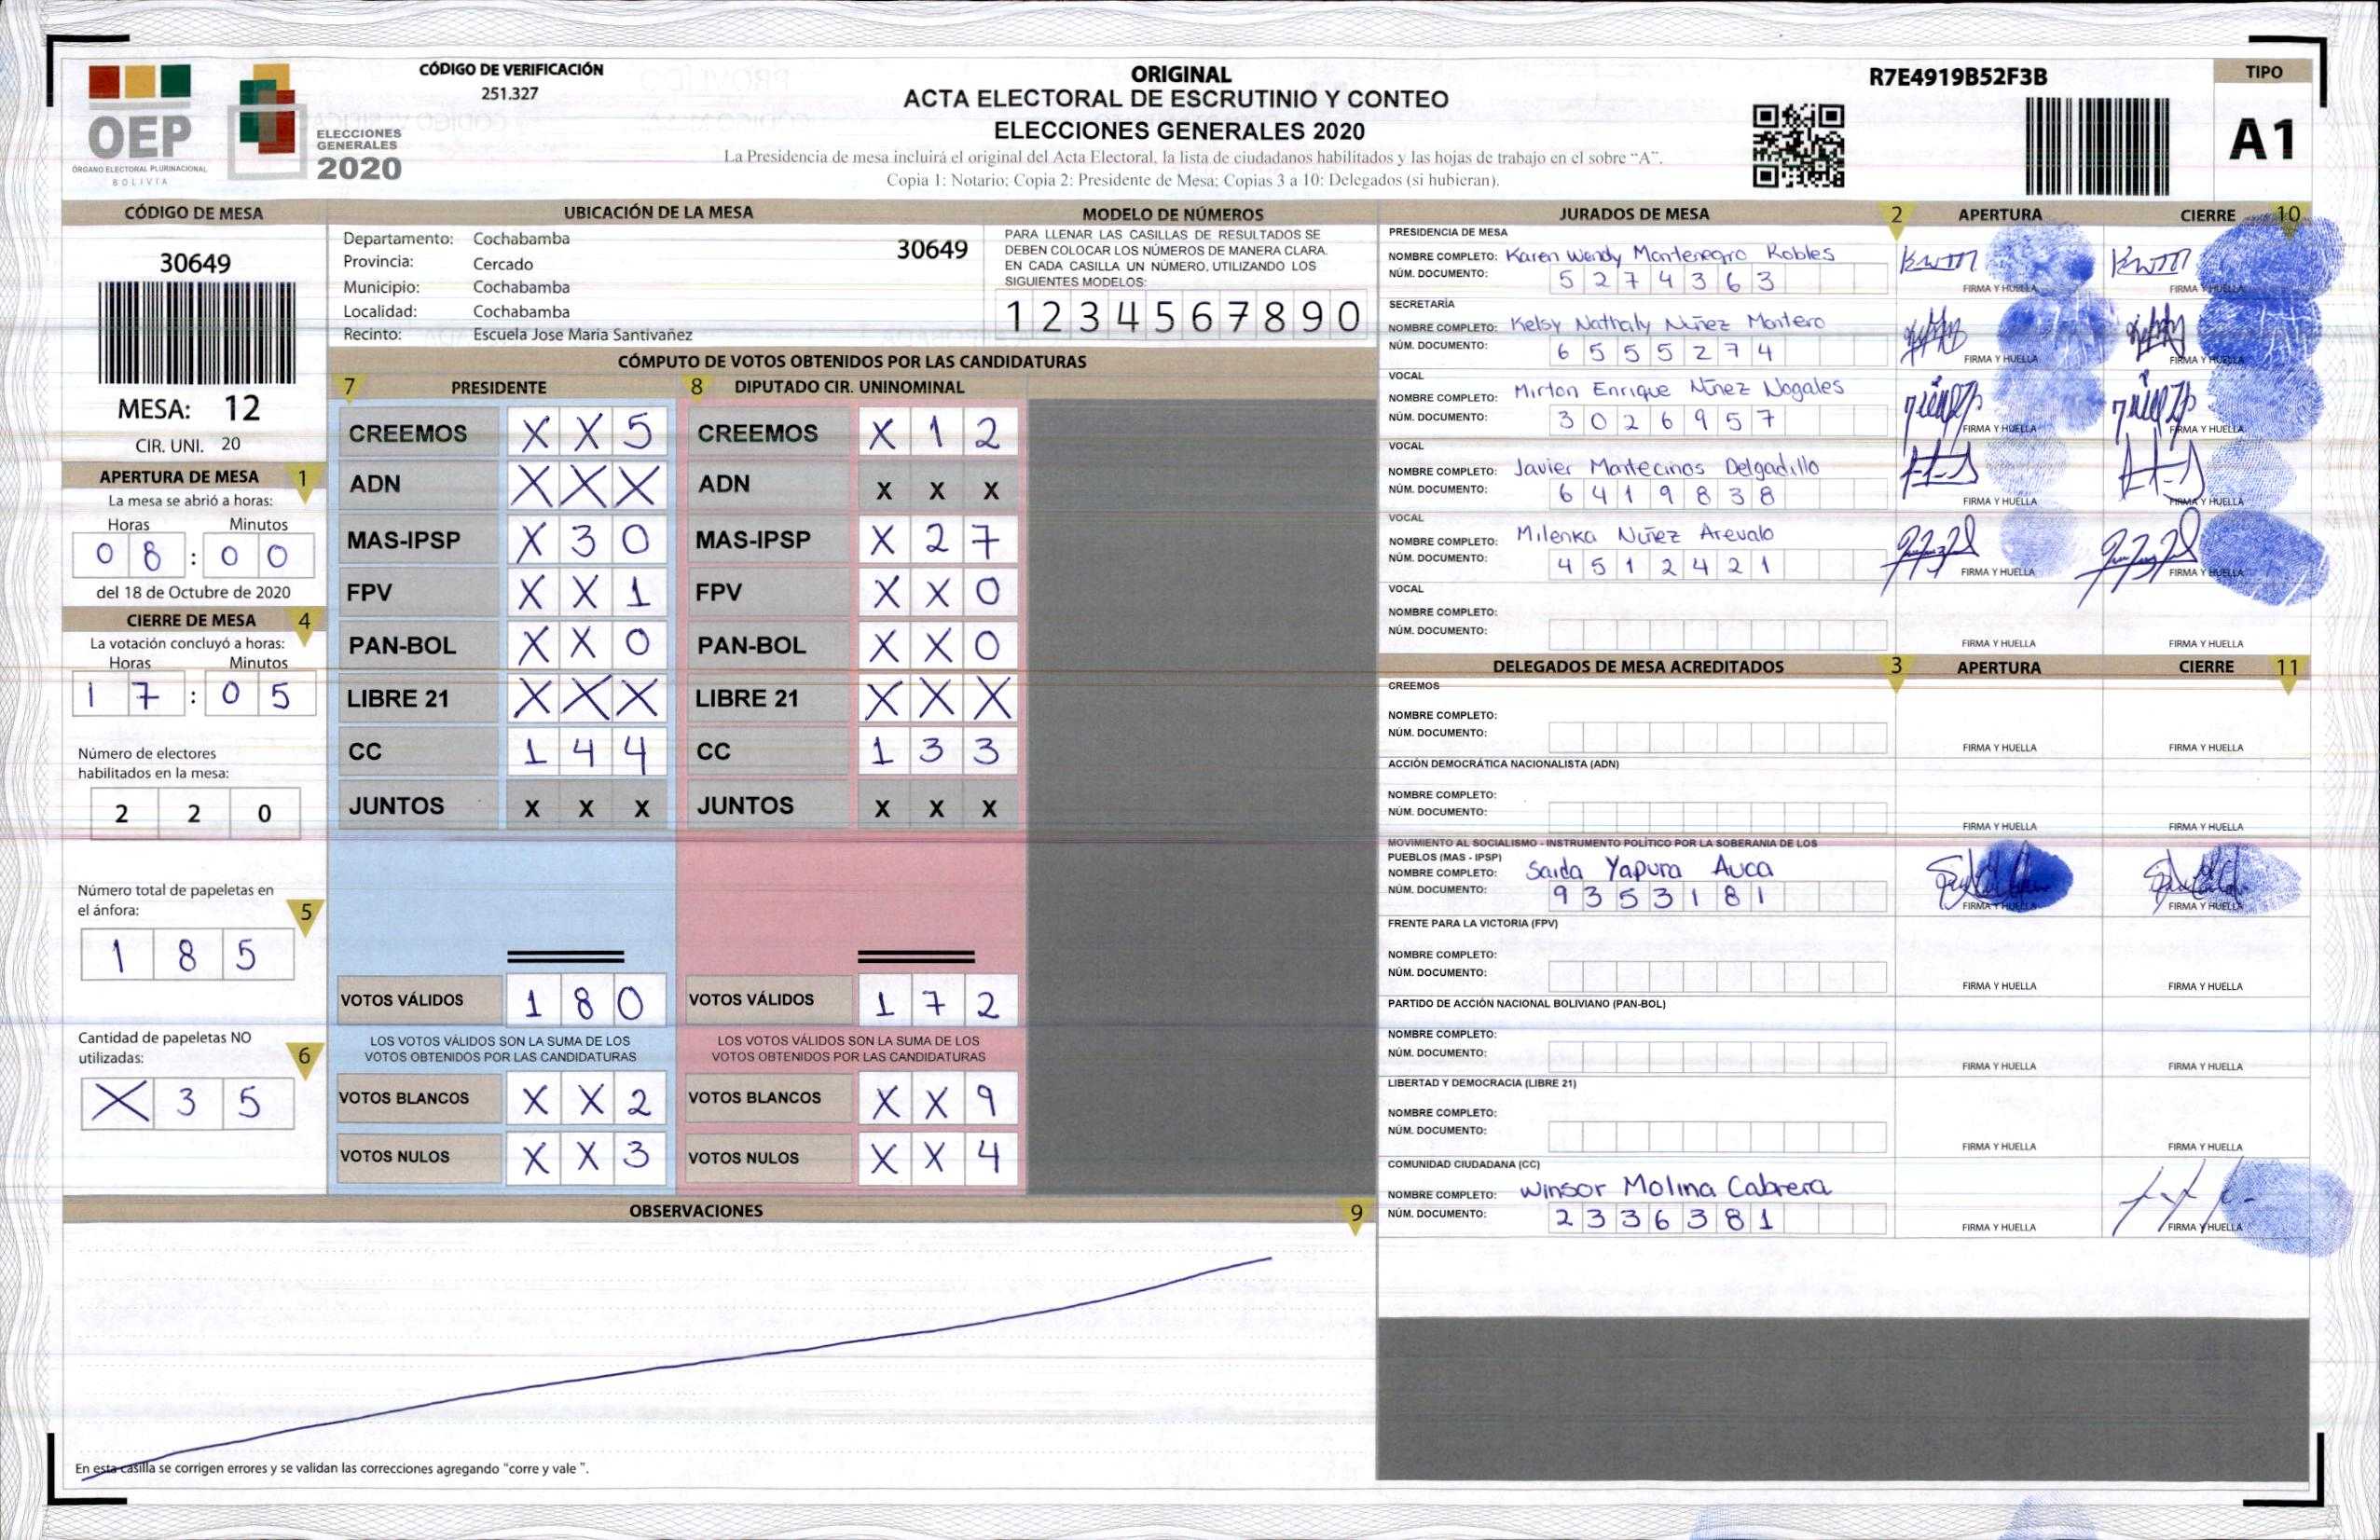 CÓDIGO DE VERIFICACIÓN
251.327
OEP
ÓRGANO ELECTORAL PLURINACIONAL
BOLIVIA
ELECCIONES
GENERALES
2020
ORIGINAL
ACTA ELECTORAL DE ESCRUTINIO Y CONTEO
ELECCIONES GENERALES 2020
La Presidencia de mesa incluirá el original del Acta Electoral, la lista de ciudadanos habilitados y las hojas de trabajo en el sobre "A".
Copia 1: Notario; Copia 2: Presidente de Mesa; Copias 3 a 10: Delegados (si hubieran).
R7E4919B52F3B
TIPO
A1
CÓDIGO DE MESA
30649
MESA: 12
CIR. UNI. 20
APERTURA DE MESA 1
La mesa se abrió a horas:
Horas Minutos
0 8 : 0 0
del 18 de Octubre de 2020
CIERRE DE MESA 4
La votación concluyó a horas:
Horas Minutos
1 7 : 0 5
Número de electores
habilitados en la mesa:
2 2 0
Número total de papeletas en
el ánfora: 5
1 8 5
Cantidad de papeletas NO
utilizadas: 6
X 3 5
UBICACIÓN DE LA MESA
Departamento: Cochabamba 30649
Provincia: Cercado
Municipio: Cochabamba
Localidad: Cochabamba
Recinto: Escuela Jose Maria Santivañez
MODELO DE NÚMEROS
PARA LLENAR LAS CASILLAS DE RESULTADOS SE
DEBEN COLOCAR LOS NÚMEROS DE MANERA CLARA.
EN CADA CASILLA UN NÚMERO, UTILIZANDO LOS
SIGUIENTES MODELOS:
1 2 3 4 5 6 7 8 9 0
CÓMPUTO DE VOTOS OBTENIDOS POR LAS CANDIDATURAS
7 PRESIDENTE 8 DIPUTADO CIR. UNINOMINAL
CREEMOS X X 5 CREEMOS X 1 2
ADN X X X ADN X X X
MAS-IPSP X 3 0 MAS-IPSP X 2 7
FPV X X 1 FPV X X 0
PAN-BOL X X 0 PAN-BOL X X 0
LIBRE 21 X X X LIBRE 21 X X X
CC 1 4 4 CC 1 3 3
JUNTOS X X X JUNTOS X X X
VOTOS VÁLIDOS 1 8 0 VOTOS VÁLIDOS 1 7 2
LOS VOTOS VÁLIDOS SON LA SUMA DE LOS LOS VOTOS VÁLIDOS SON LA SUMA DE LOS
VOTOS OBTENIDOS POR LAS CANDIDATURAS VOTOS OBTENIDOS POR LAS CANDIDATURAS
VOTOS BLANCOS X X 2 VOTOS BLANCOS X X 9
VOTOS NULOS X X 3 VOTOS NULOS X X 4
OBSERVACIONES 9
En esta casilla se corrigen errores y se validan las correcciones agregando "corre y vale ".
JURADOS DE MESA 2 APERTURA CIERRE 10
PRESIDENCIA DE MESA
NOMBRE COMPLETO: Karen Wendy Montenegro Robles
NÚM. DOCUMENTO: 5 2 7 4 3 6 3
FIRMA Y HUELLA FIRMA Y HUELLA
SECRETARÍA
NOMBRE COMPLETO: Kelsy Nathaly Nuñez Montero
NÚM. DOCUMENTO: 6 5 5 5 2 7 4
FIRMA Y HUELLA FIRMA Y HUELLA
VOCAL
NOMBRE COMPLETO: Mirton Enrique Nuñez Nogales
NÚM. DOCUMENTO: 3 0 2 6 9 5 7
FIRMA Y HUELLA FIRMA Y HUELLA
VOCAL
NOMBRE COMPLETO: Javier Montecinos Delgadillo
NÚM. DOCUMENTO: 6 4 1 9 8 3 8
FIRMA Y HUELLA FIRMA Y HUELLA
VOCAL
NOMBRE COMPLETO: Milenka Nuñez Arevalo
NÚM. DOCUMENTO: 4 5 1 2 4 2 1
FIRMA Y HUELLA FIRMA Y HUELLA
VOCAL
NOMBRE COMPLETO:
NÚM. DOCUMENTO:
FIRMA Y HUELLA FIRMA Y HUELLA
DELEGADOS DE MESA ACREDITADOS 3 APERTURA CIERRE 11
CREEMOS
NOMBRE COMPLETO:
NÚM. DOCUMENTO:
FIRMA Y HUELLA FIRMA Y HUELLA
ACCIÓN DEMOCRÁTICA NACIONALISTA (ADN)
NOMBRE COMPLETO:
NÚM. DOCUMENTO:
FIRMA Y HUELLA FIRMA Y HUELLA
MOVIMIENTO AL SOCIALISMO - INSTRUMENTO POLÍTICO POR LA SOBERANIA DE LOS
PUEBLOS (MAS - IPSP)
NOMBRE COMPLETO: Saida Yapura Auca
NÚM. DOCUMENTO: 9 3 5 3 1 8 1
FIRMA Y HUELLA FIRMA Y HUELLA
FRENTE PARA LA VICTORIA (FPV)
NOMBRE COMPLETO:
NÚM. DOCUMENTO:
FIRMA Y HUELLA FIRMA Y HUELLA
PARTIDO DE ACCIÓN NACIONAL BOLIVIANO (PAN-BOL)
NOMBRE COMPLETO:
NÚM. DOCUMENTO:
FIRMA Y HUELLA FIRMA Y HUELLA
LIBERTAD Y DEMOCRACIA (LIBRE 21)
NOMBRE COMPLETO:
NÚM. DOCUMENTO:
FIRMA Y HUELLA FIRMA Y HUELLA
COMUNIDAD CIUDADANA (CC)
NOMBRE COMPLETO: Winsor Molina Cabrera
NÚM. DOCUMENTO: 2 3 3 6 3 8 1
FIRMA Y HUELLA FIRMA Y HUELLA